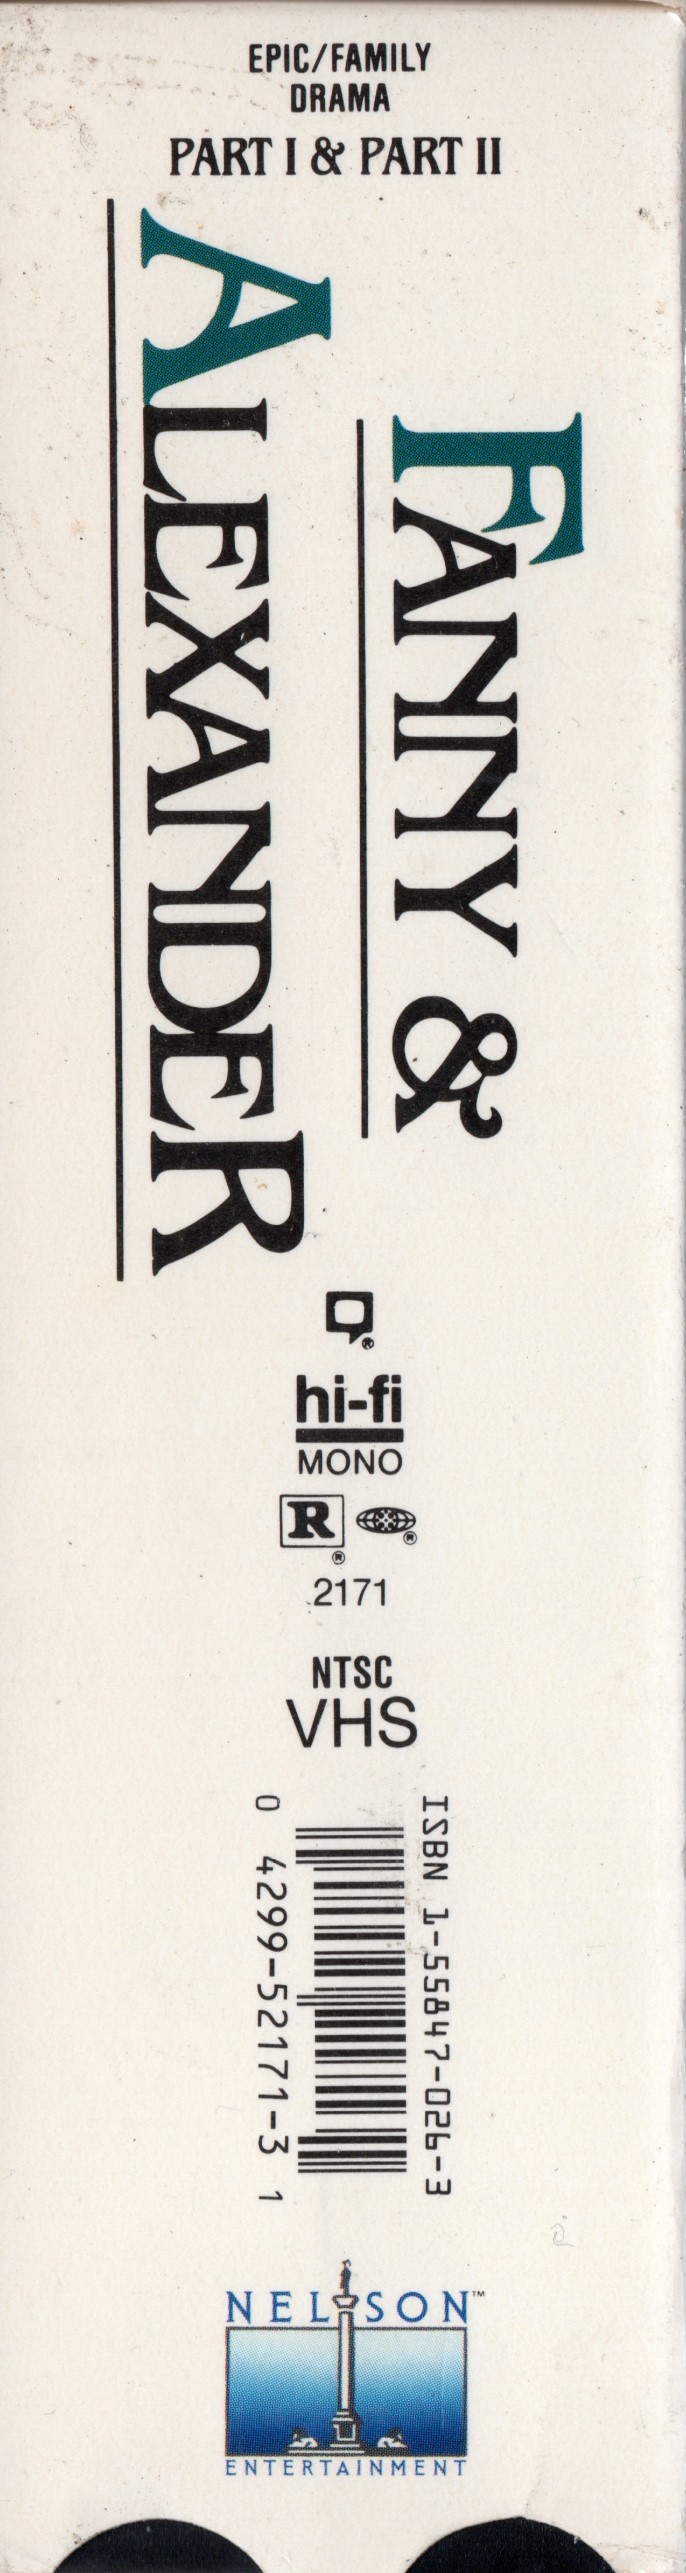 EPIC/FAMILY
DRAMA
PART I & PART II
FANNY &
ALEXANDER
®
hi-fi
MONO
R ® ®
2171
NTSC
VHS
ISBN 1-55847-026-3
0 4299-52171-3 1
NELSON™
ENTERTAINMENT